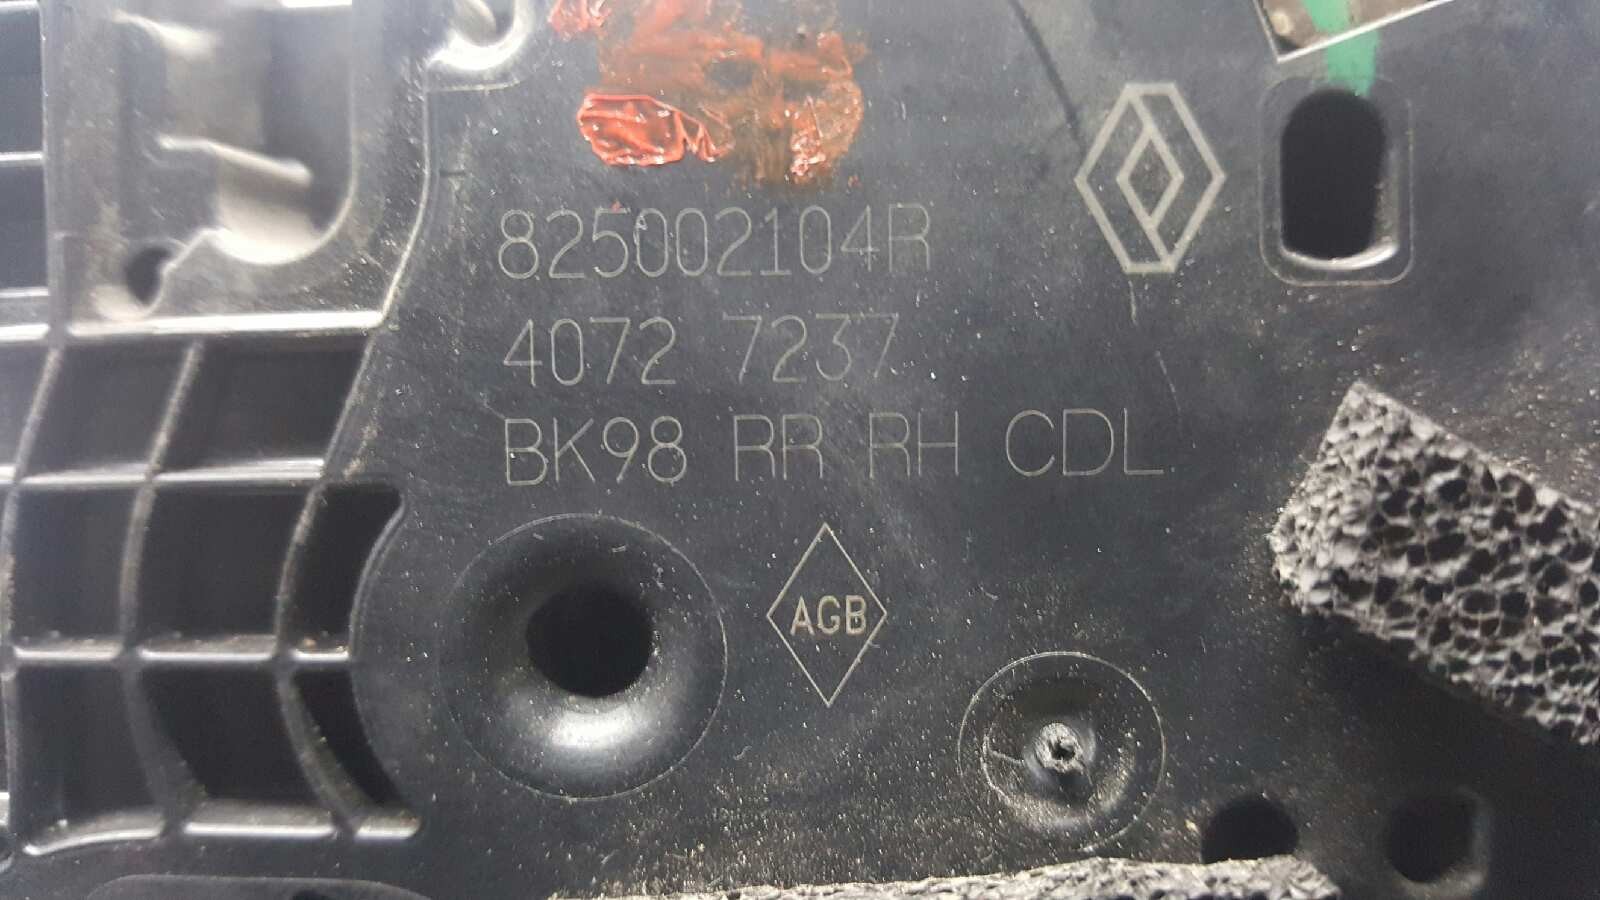 825002104R
4072 7237
BK98 RR RH CDL
AGB